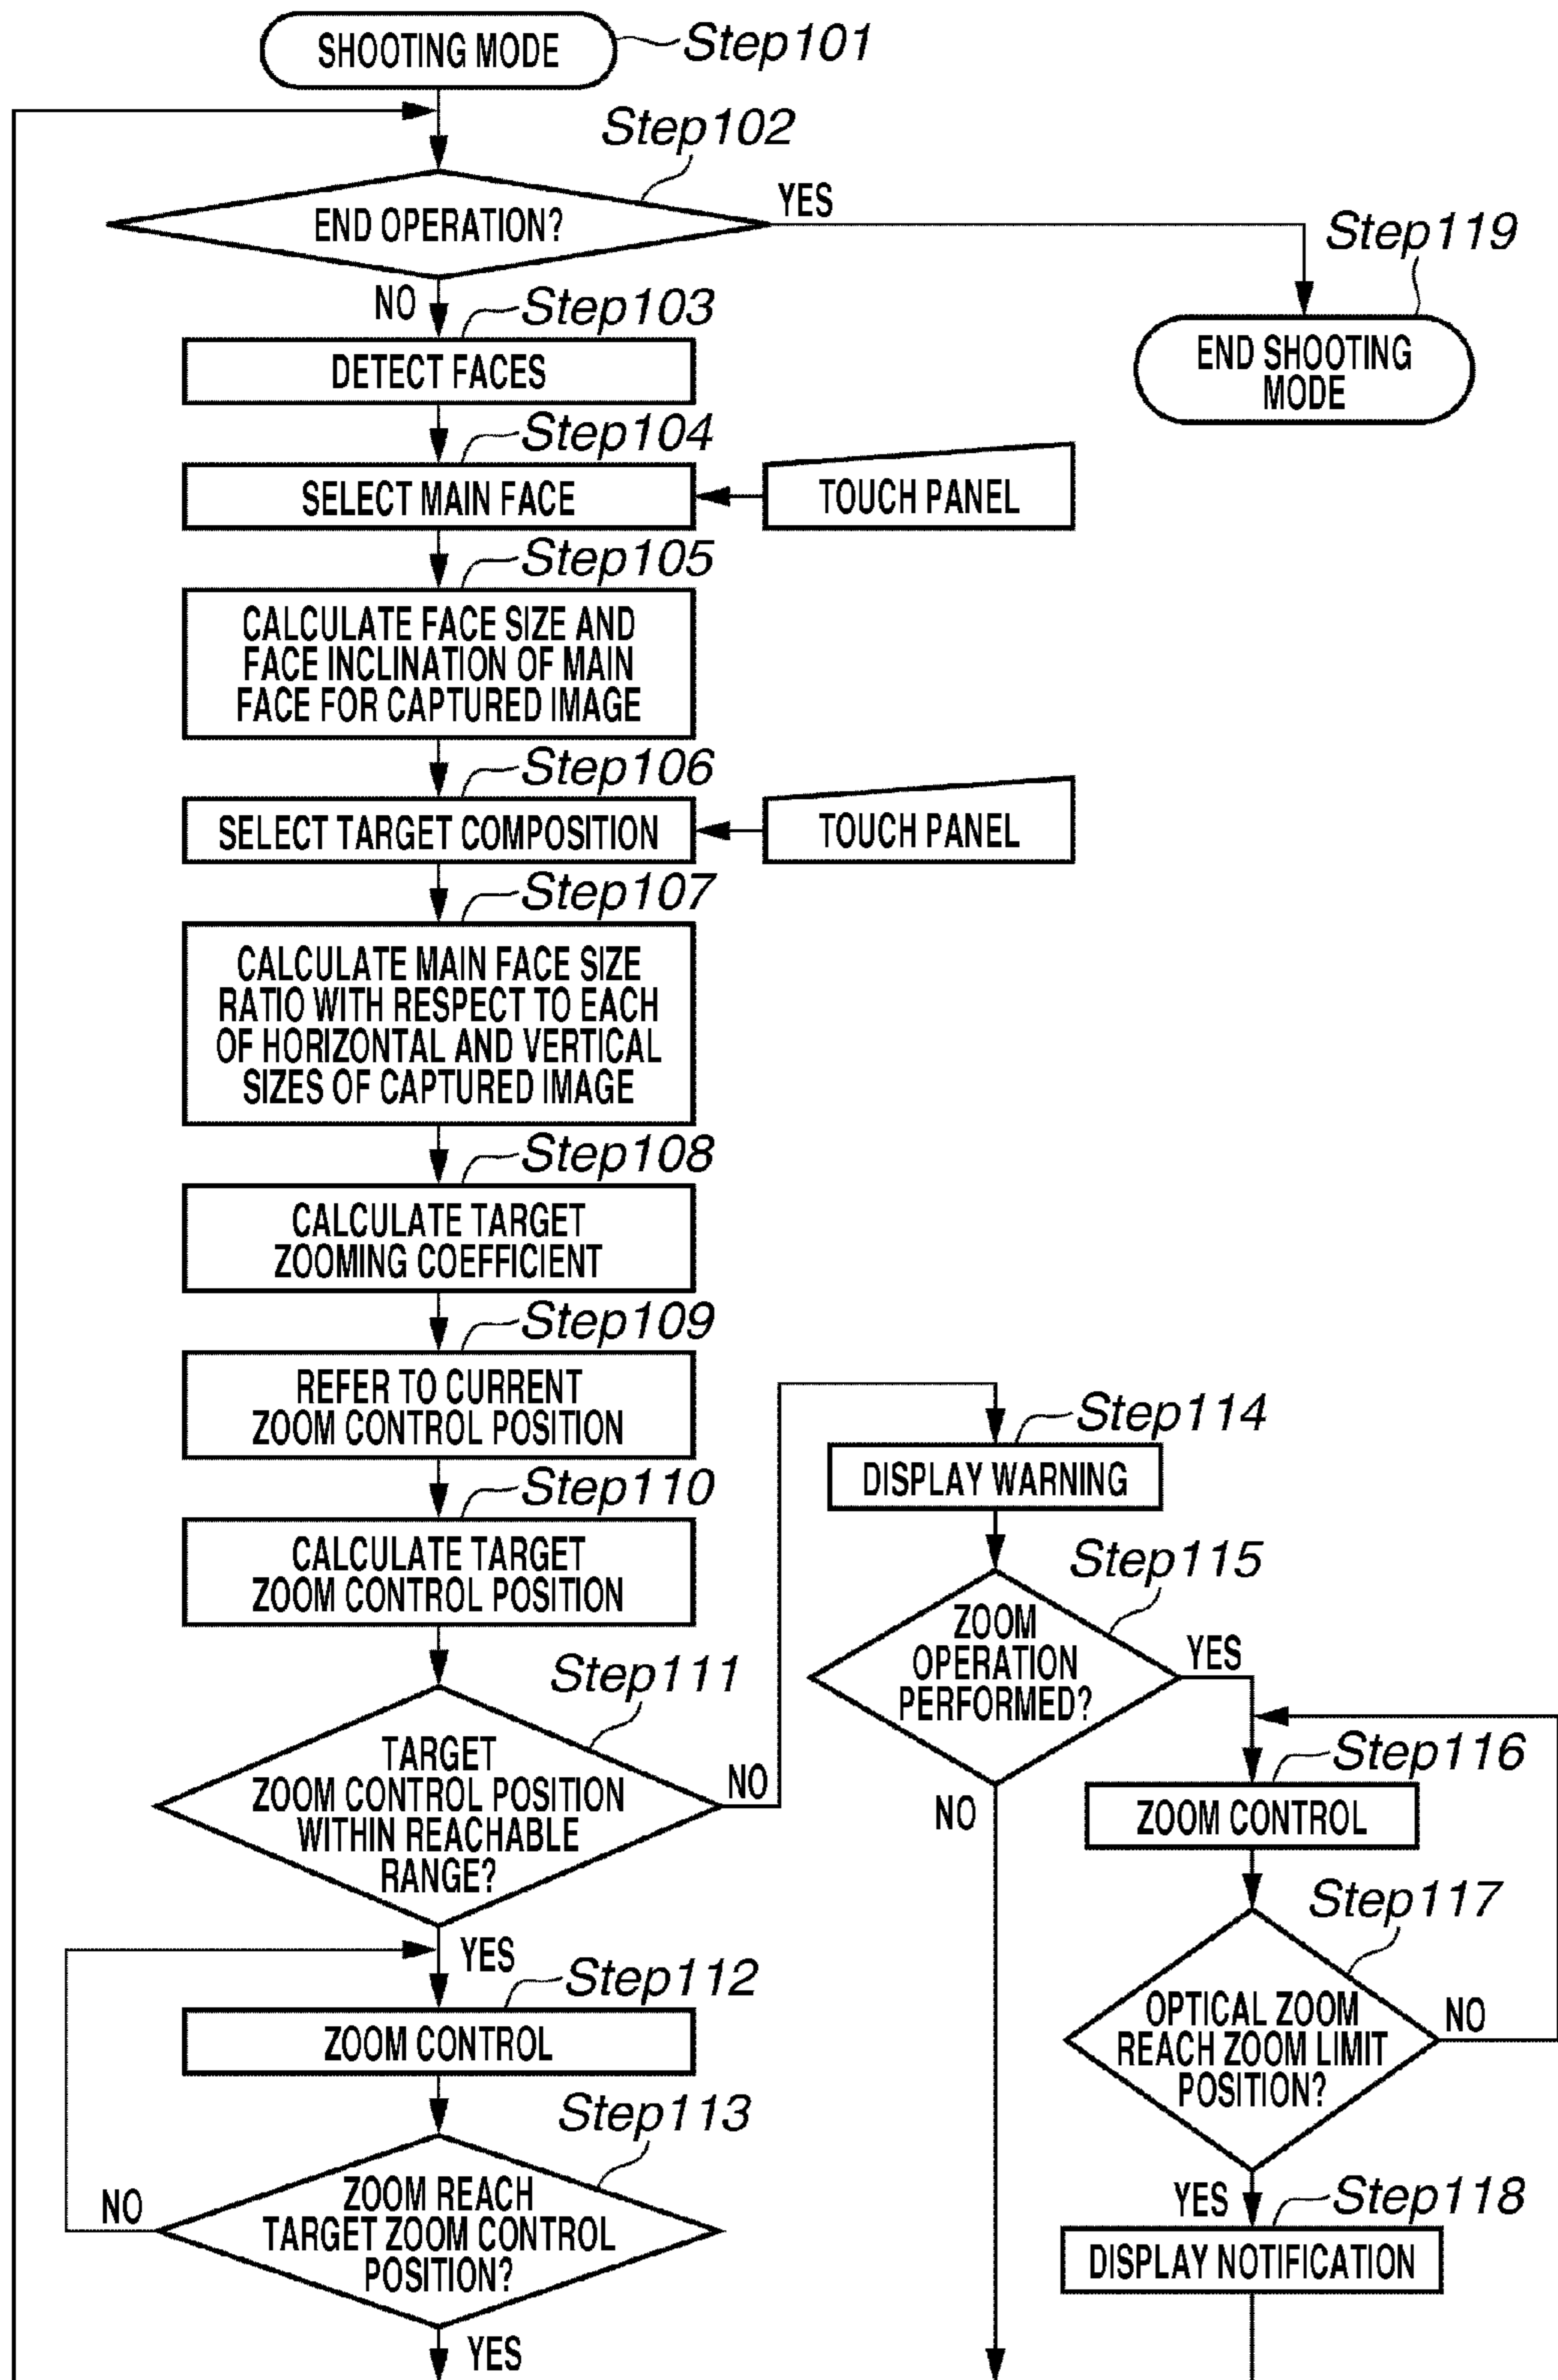 SHOOTING MODE
Step101
Step102
END OPERATION?
YES
NO
Step119
END SHOOTING
MODE
Step103
DETECT FACES
Step104
SELECT MAIN FACE
TOUCH PANEL
Step105
CALCULATE FACE SIZE AND
FACE INCLINATION OF MAIN
FACE FOR CAPTURED IMAGE
Step106
SELECT TARGET COMPOSITION
TOUCH PANEL
Step107
CALCULATE MAIN FACE SIZE
RATIO WITH RESPECT TO EACH
OF HORIZONTAL AND VERTICAL
SIZES OF CAPTURED IMAGE
Step108
CALCULATE TARGET
ZOOMING COEFFICIENT
Step109
REFER TO CURRENT
ZOOM CONTROL POSITION
Step110
CALCULATE TARGET
ZOOM CONTROL POSITION
Step111
TARGET
ZOOM CONTROL POSITION
WITHIN REACHABLE
RANGE?
NO
YES
Step112
ZOOM CONTROL
Step113
ZOOM REACH
TARGET ZOOM CONTROL
POSITION?
NO
YES
Step114
DISPLAY WARNING
Step115
ZOOM
OPERATION
PERFORMED?
YES
NO
Step116
ZOOM CONTROL
Step117
OPTICAL ZOOM
REACH ZOOM LIMIT
POSITION?
NO
YES
Step118
DISPLAY NOTIFICATION